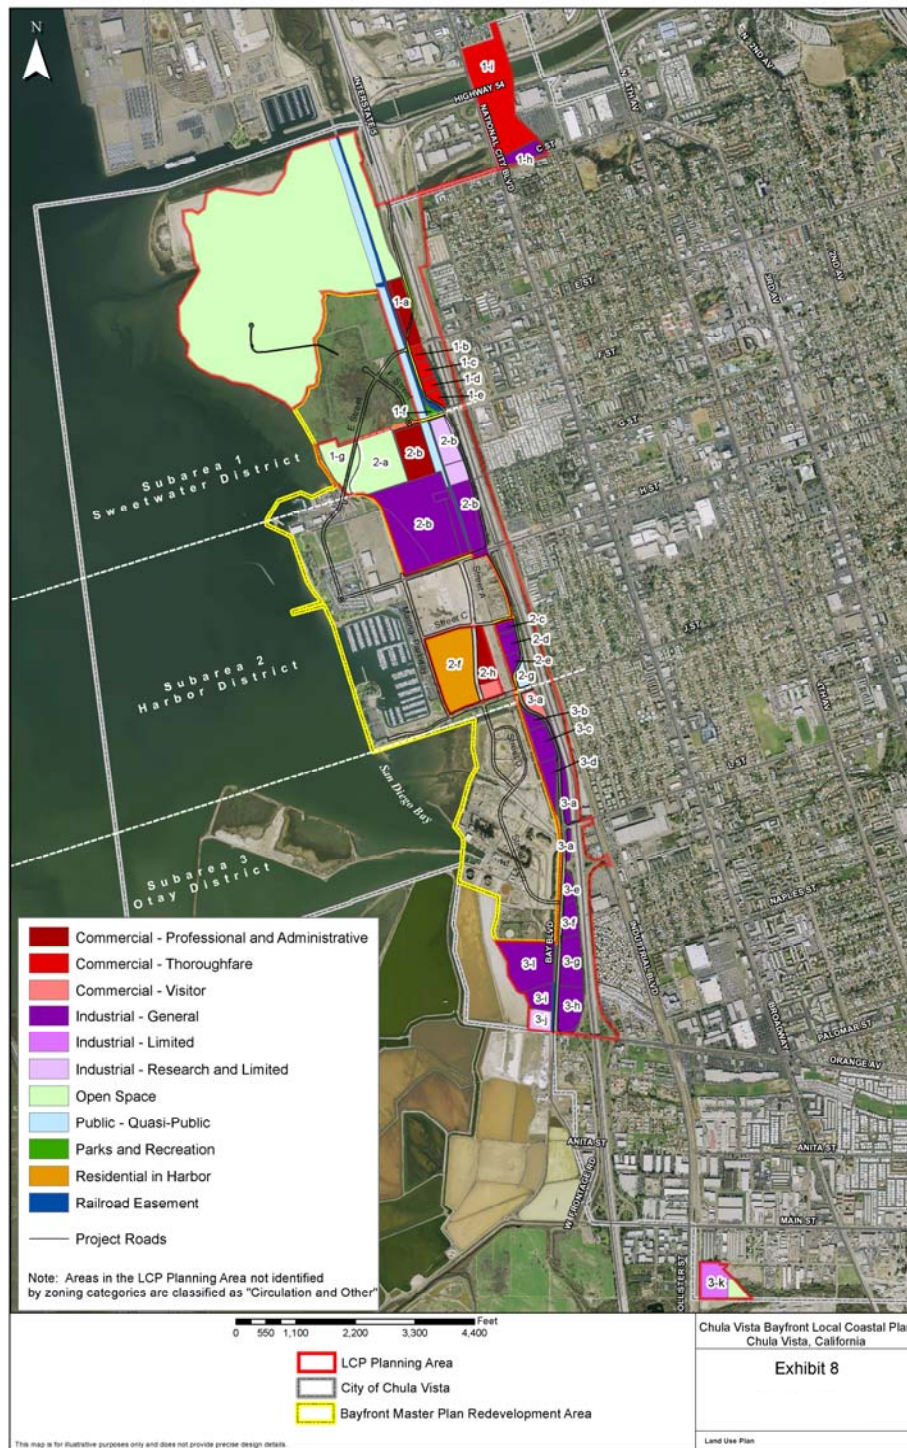 N
INTERSTATE 5
1-i
HIGHWAY 54
NATIONAL CITY BLVD
N 4TH AV
N. 2ND AV
C ST
1-h
1-a
E ST
3RD AV
2ND AV
1-b
1-c
1-d
1-e
F ST
F Street
1-f
G ST
1-g
2-a
2-b
2-b
2-b
2-b
H ST
Subarea 1
Sweetwater District
Street A
Street C
2-c
2-d
2-e
2-f
2-h
2-g
J ST
Subarea 2
Harbor District
3-a
3-b
3-c
3-d
4TH AV
L ST
San Diego Bay
3-a
3-a
Subarea 3
Otay District
3-e
3-f
NAPLES ST
BAY BLVD
INDUSTRIAL BLVD
3-l
3-g
3-i
3-h
3-j
BROADWAY
PALOMAR ST
ORANGE AV
ANITA ST
ANITA ST
W FRONTAGE RD
MAIN ST
OLLISTER ST
3-k
Commercial - Professional and Administrative
Commercial - Thoroughfare
Commercial - Visitor
Industrial - General
Industrial - Limited
Industrial - Research and Limited
Open Space
Public - Quasi-Public
Parks and Recreation
Residential in Harbor
Railroad Easement
Project Roads
Note: Areas in the LCP Planning Area not identified
by zoning categories are classified as "Circulation and Other"
Feet
0 550 1,100 2,200 3,300 4,400
LCP Planning Area
City of Chula Vista
Bayfront Master Plan Redevelopment Area
Chula Vista Bayfront Local Coastal Plan
Chula Vista, California
Exhibit 8
Land Use Plan
This map is for illustrative purposes only and does not provide precise design details.